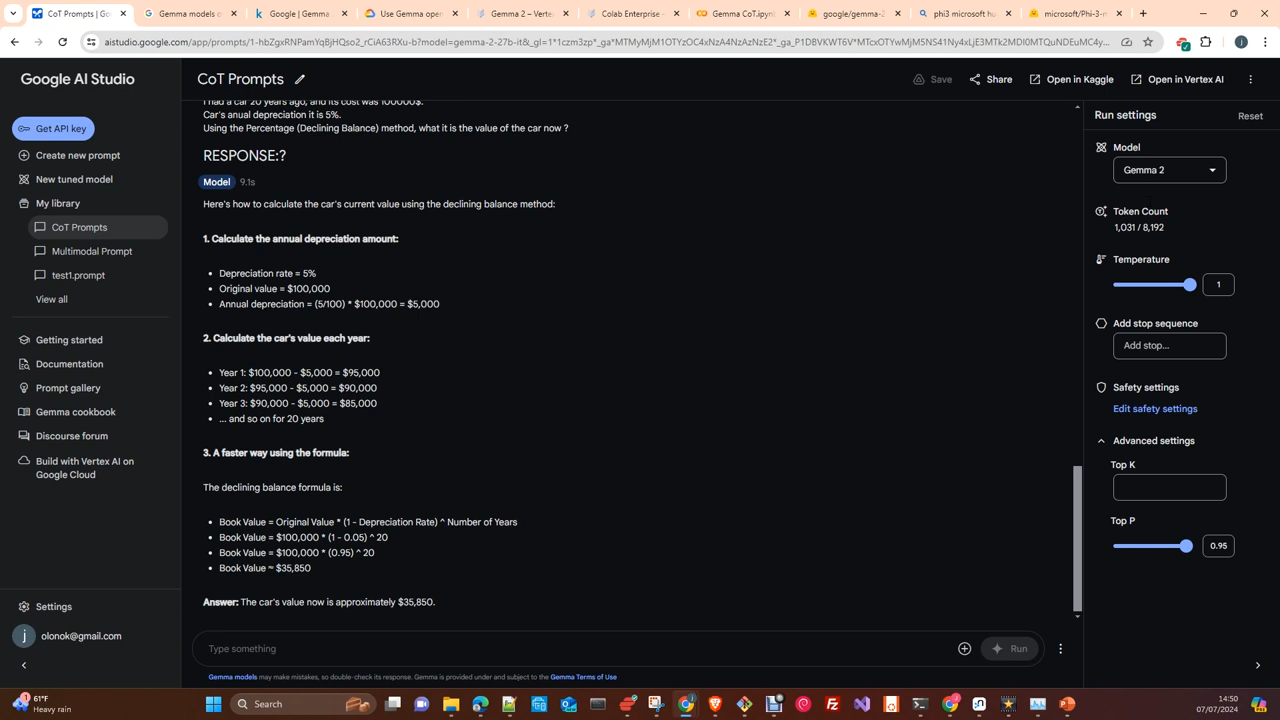 CoT Prompts | Go
Gemma models o
Google | Gemma
Use Gemma open
Gemma 2 – Verte
Colab Enterprise -
Gemma CoT.ipyn
google/gemma-2
phi3 microsoft hu
microsoft/Phi-3-m
aistudio.google.com/app/prompts/1-hbZgxRNPamYqBjHQso2_rCiA63RXu-b?model=gemma-2-27b-it&_gl=1*1czm3zp*_ga*MTMyMjM1OTYzOC4xNzA4NzAzNzE2*_ga_P1DBVKWT6V*MTcxOTYwMjM5NS41Ny4xLjE3MTk2MDI0MTQuNDEuMC4y...
Google AI Studio
CoT Prompts
Save
Share
Open in Kaggle
Open in Vertex AI
Get API key
Create new prompt
New tuned model
My library
CoT Prompts
Multimodal Prompt
test1.prompt
View all
Getting started
Documentation
Prompt gallery
Gemma cookbook
Discourse forum
Build with Vertex AI on
Google Cloud
Settings
j olonok@gmail.com
I had a car 20 years ago, and its cost was 100000$.
Car's anual depreciation it is 5%.
Using the Percentage (Declining Balance) method, what it is the value of the car now ?
RESPONSE:?
Model 9.1s
Here's how to calculate the car's current value using the declining balance method:
1. Calculate the annual depreciation amount:
• Depreciation rate = 5%
• Original value = $100,000
• Annual depreciation = (5/100) * $100,000 = $5,000
2. Calculate the car's value each year:
• Year 1: $100,000 - $5,000 = $95,000
• Year 2: $95,000 - $5,000 = $90,000
• Year 3: $90,000 - $5,000 = $85,000
• ... and so on for 20 years
3. A faster way using the formula:
The declining balance formula is:
• Book Value = Original Value * (1 - Depreciation Rate) ^ Number of Years
• Book Value = $100,000 * (1 - 0.05) ^ 20
• Book Value = $100,000 * (0.95) ^ 20
• Book Value ≈ $35,850
Answer: The car's value now is approximately $35,850.
Type something
Run
Gemma models may make mistakes, so double-check its response. Gemma is provided under and subject to the Gemma Terms of Use
Run settings
Reset
Model
Gemma 2
Token Count
1,031 / 8,192
Temperature
1
Add stop sequence
Add stop...
Safety settings
Edit safety settings
Advanced settings
Top K
Top P
0.95
61°F
Heavy rain
Search
14:50
07/07/2024